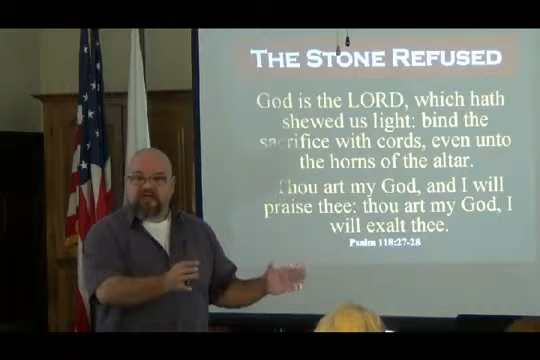 THE STONE REFUSED
God is the LORD, which hath
shewed us light: bind the
sacrifice with cords, even unto
the horns of the altar.
Thou art my God, and I will
praise thee: thou art my God, I
will exalt thee.
Psalm 118:27-28